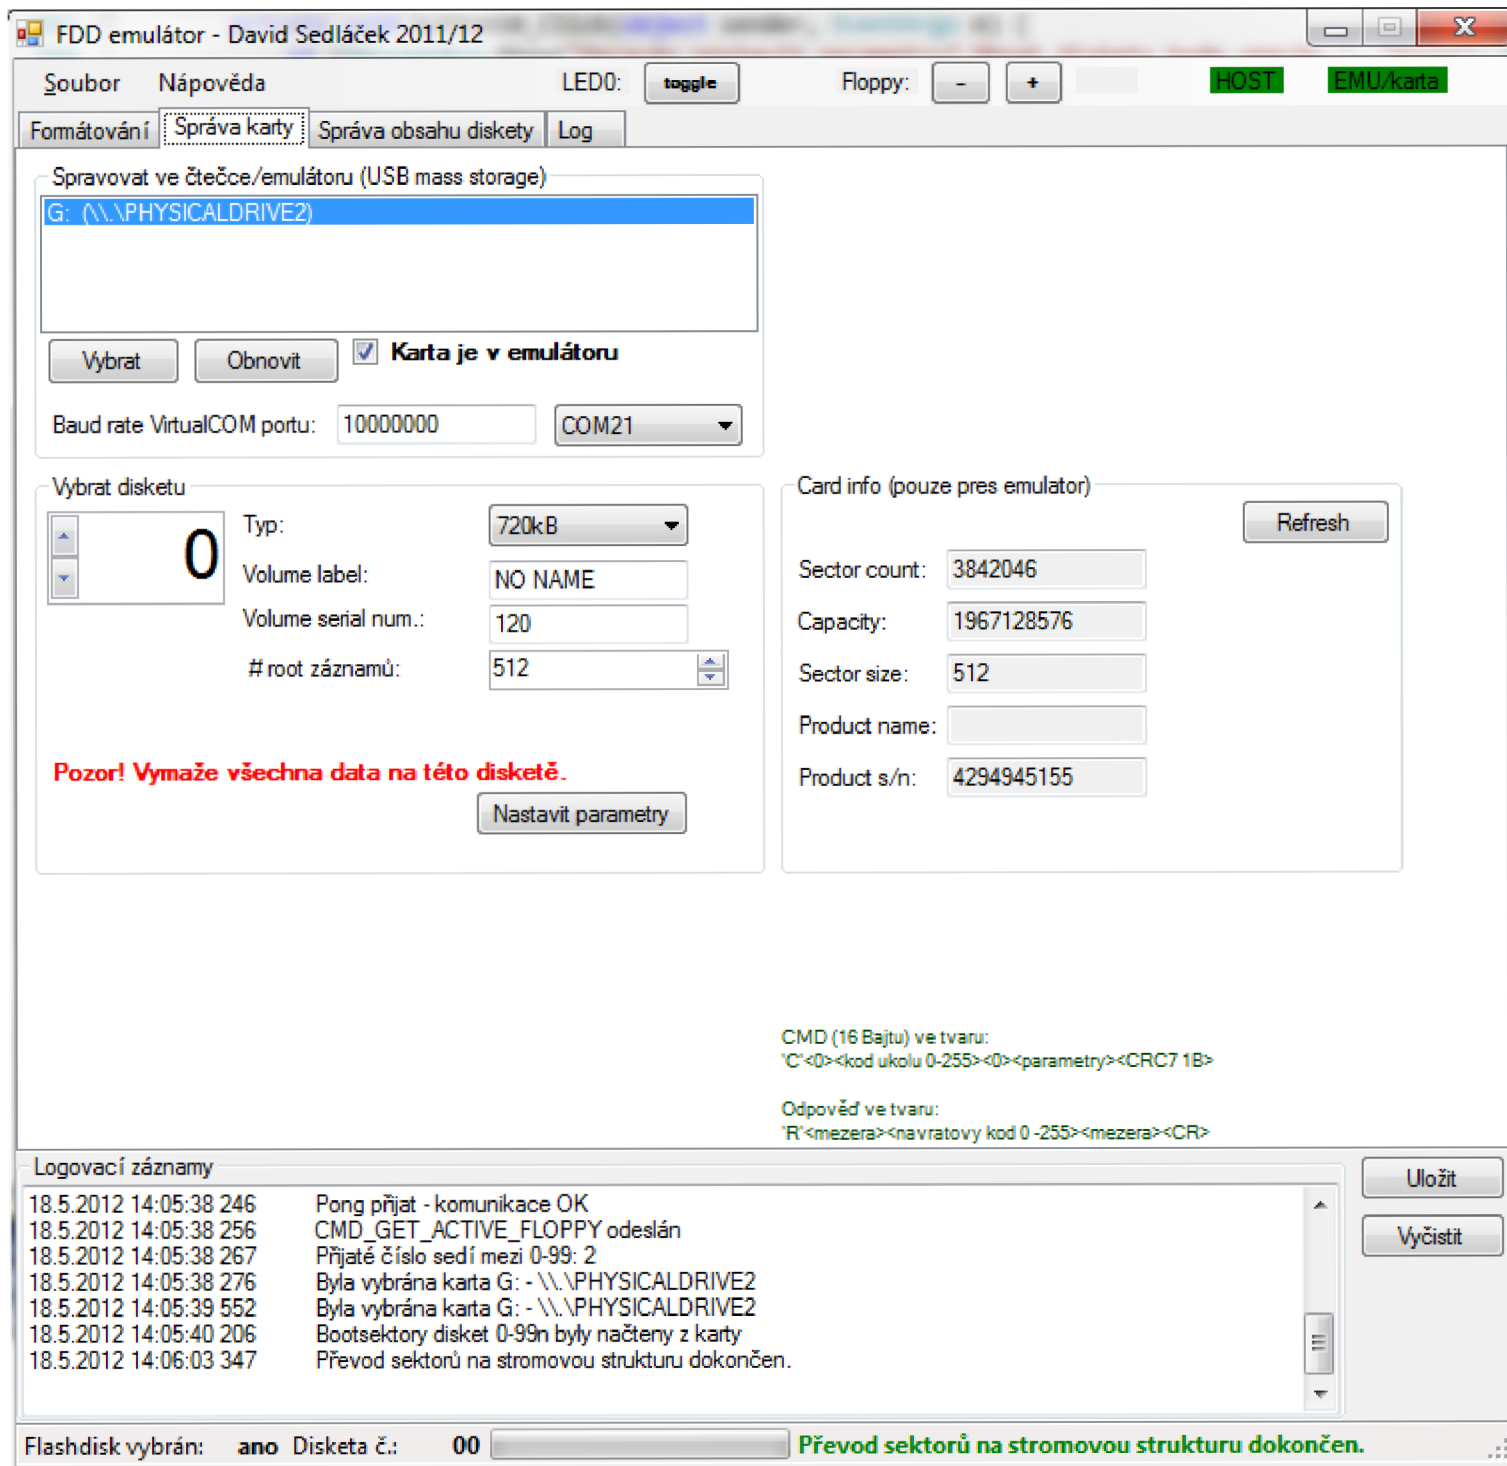 FDD emulátor - David Sedláček 2011/12
Soubor Nápověda LED0: toggle Floppy: - + HOST EMU/karta
Formátování Správa karty Správa obsahu diskety Log
Spravovat ve čtečce/emulátoru (USB mass storage)
G: (\\.\PHYSICALDRIVE2)
Vybrat Obnovit Karta je v emulátoru
Baud rate VirtualCOM portu: 10000000 COM21
Vybrat disketu
0
Typ: 720kB
Volume label: NO NAME
Volume serial num.: 120
# root záznamů: 512
Pozor! Vymaže všechna data na této disketě.
Nastavit parametry
Card info (pouze pres emulator)
Refresh
Sector count: 3842046
Capacity: 1967128576
Sector size: 512
Product name:
Product s/n: 4294945155
CMD (16 Bajtu) ve tvaru:
'C'<0><kod ukolu 0-255><0><parametry><CRC7 1B>
Odpověď ve tvaru:
'R'<mezera><navratovy kod 0 -255><mezera><CR>
Logovací záznamy
18.5.2012 14:05:38 246 Pong přijat - komunikace OK
18.5.2012 14:05:38 256 CMD_GET_ACTIVE_FLOPPY odeslán
18.5.2012 14:05:38 267 Přijaté číslo sedí mezi 0-99: 2
18.5.2012 14:05:38 276 Byla vybrána karta G: - \\.\PHYSICALDRIVE2
18.5.2012 14:05:39 552 Byla vybrána karta G: - \\.\PHYSICALDRIVE2
18.5.2012 14:05:40 206 Bootsektory disket 0-99n byly načteny z karty
18.5.2012 14:06:03 347 Převod sektorů na stromovou strukturu dokončen.
Uložit
Vyčistit
Flashdisk vybrán: ano Disketa č.: 00 Převod sektorů na stromovou strukturu dokončen.